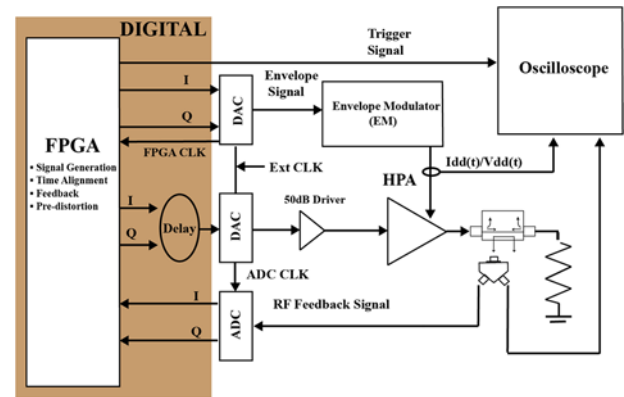 DIGITAL
Trigger
Signal
Oscilloscope
I
Envelope
Signal
DAC
Envelope Modulator
(EM)
Q
FPGA CLK
FPGA
▪ Signal Generation
▪ Time Alignment
▪ Feedback
▪ Pre-distortion
Ext CLK
HPA
Idd(t)/Vdd(t)
I
Q
Delay
DAC
50dB Driver
ADC CLK
I
Q
ADC
RF Feedback Signal